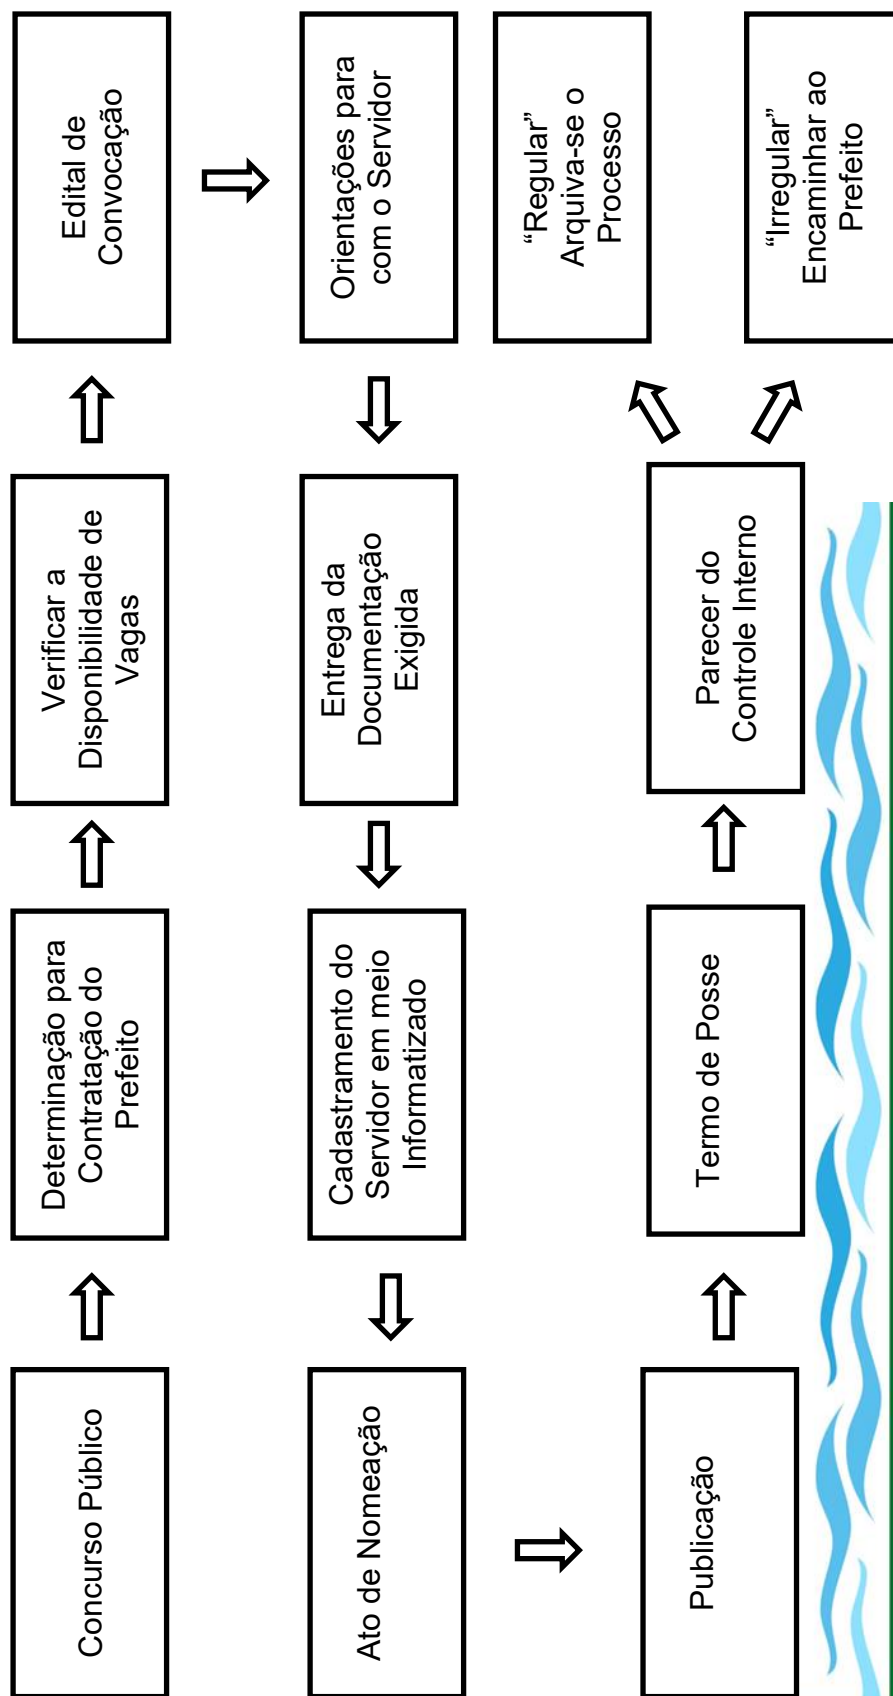 Concurso Público
Determinação para
Contratação do
Prefeito
Verificar a
Disponibilidade de
Vagas
Edital de
Convocação
Orientações para
com o Servidor
Entrega da
Documentação
Exigida
Cadastramento do
Servidor em meio
Informatizado
Ato de Nomeação
Publicação
Termo de Posse
Parecer do
Controle Interno
“Regular”
Arquiva-se o
Processo
“Irregular”
Encaminhar ao
Prefeito